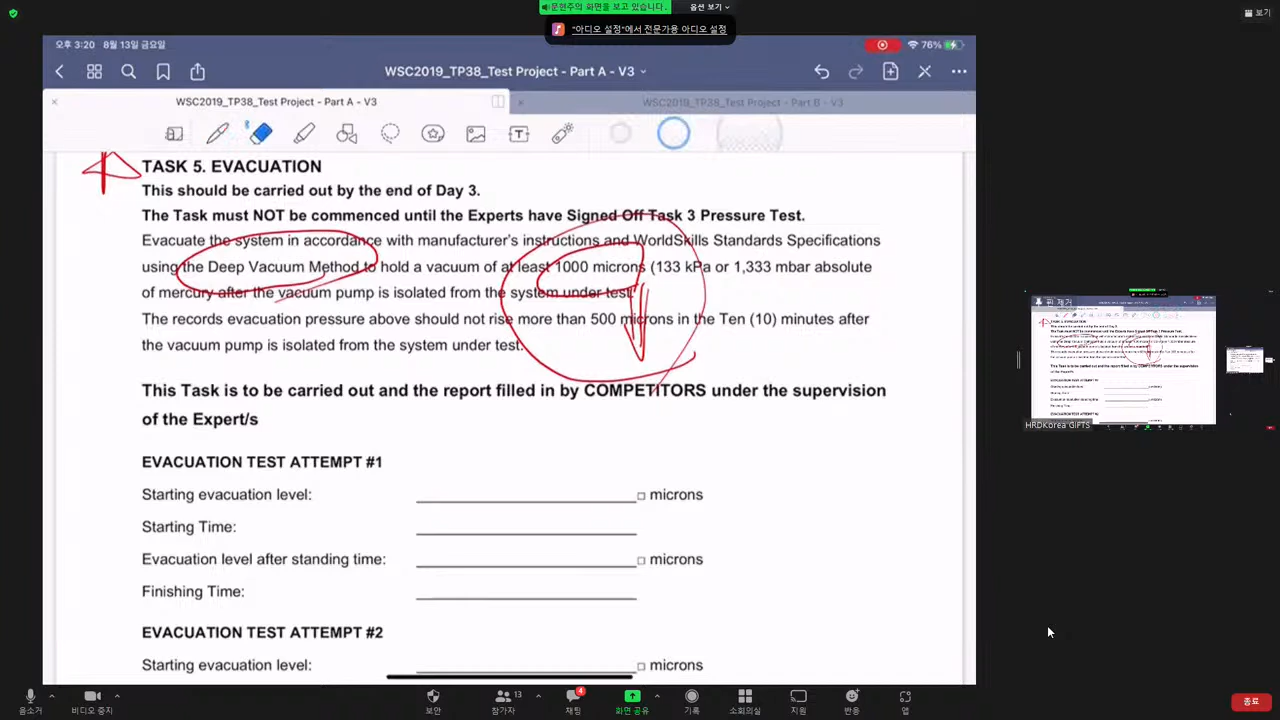 문현주의 화면을 보고 있습니다.
옵션 보기
보기
"아디오 설정"에서 전문가용 아디오 설정
오후 3:20 8월 13일 금요일
76%
WSC2019_TP38_Test Project - Part A - V3
WSC2019_TP38_Test Project - Part A - V3
WSC2019_TP38_Test Project - Part B - V3
TASK 5. EVACUATION
This should be carried out by the end of Day 3.
The Task must NOT be commenced until the Experts have Signed Off Task 3 Pressure Test.
Evacuate the system in accordance with manufacturer's instructions and WorldSkills Standards Specifications
using the Deep Vacuum Method to hold a vacuum of at least 1000 microns (133 kPa or 1,333 mbar absolute
of mercury after the vacuum pump is isolated from the system under test.
The records evacuation pressure in the system should not rise more than 500 microns in the Ten (10) minutes after
the vacuum pump is isolated from the system under test.
This Task is to be carried out and the report filled in by COMPETITORS under the supervision
of the Expert/s
EVACUATION TEST ATTEMPT #1
Starting evacuation level: microns
Starting Time:
Evacuation level after standing time: microns
Finishing Time:
EVACUATION TEST ATTEMPT #2
Starting evacuation level: microns
핀 제거
HRDKorea GIFTS
음소거
비디오 중지
보안
13
참가자
4
채팅
화면 공유
기록
소회의실
지원
반응
앱
종료